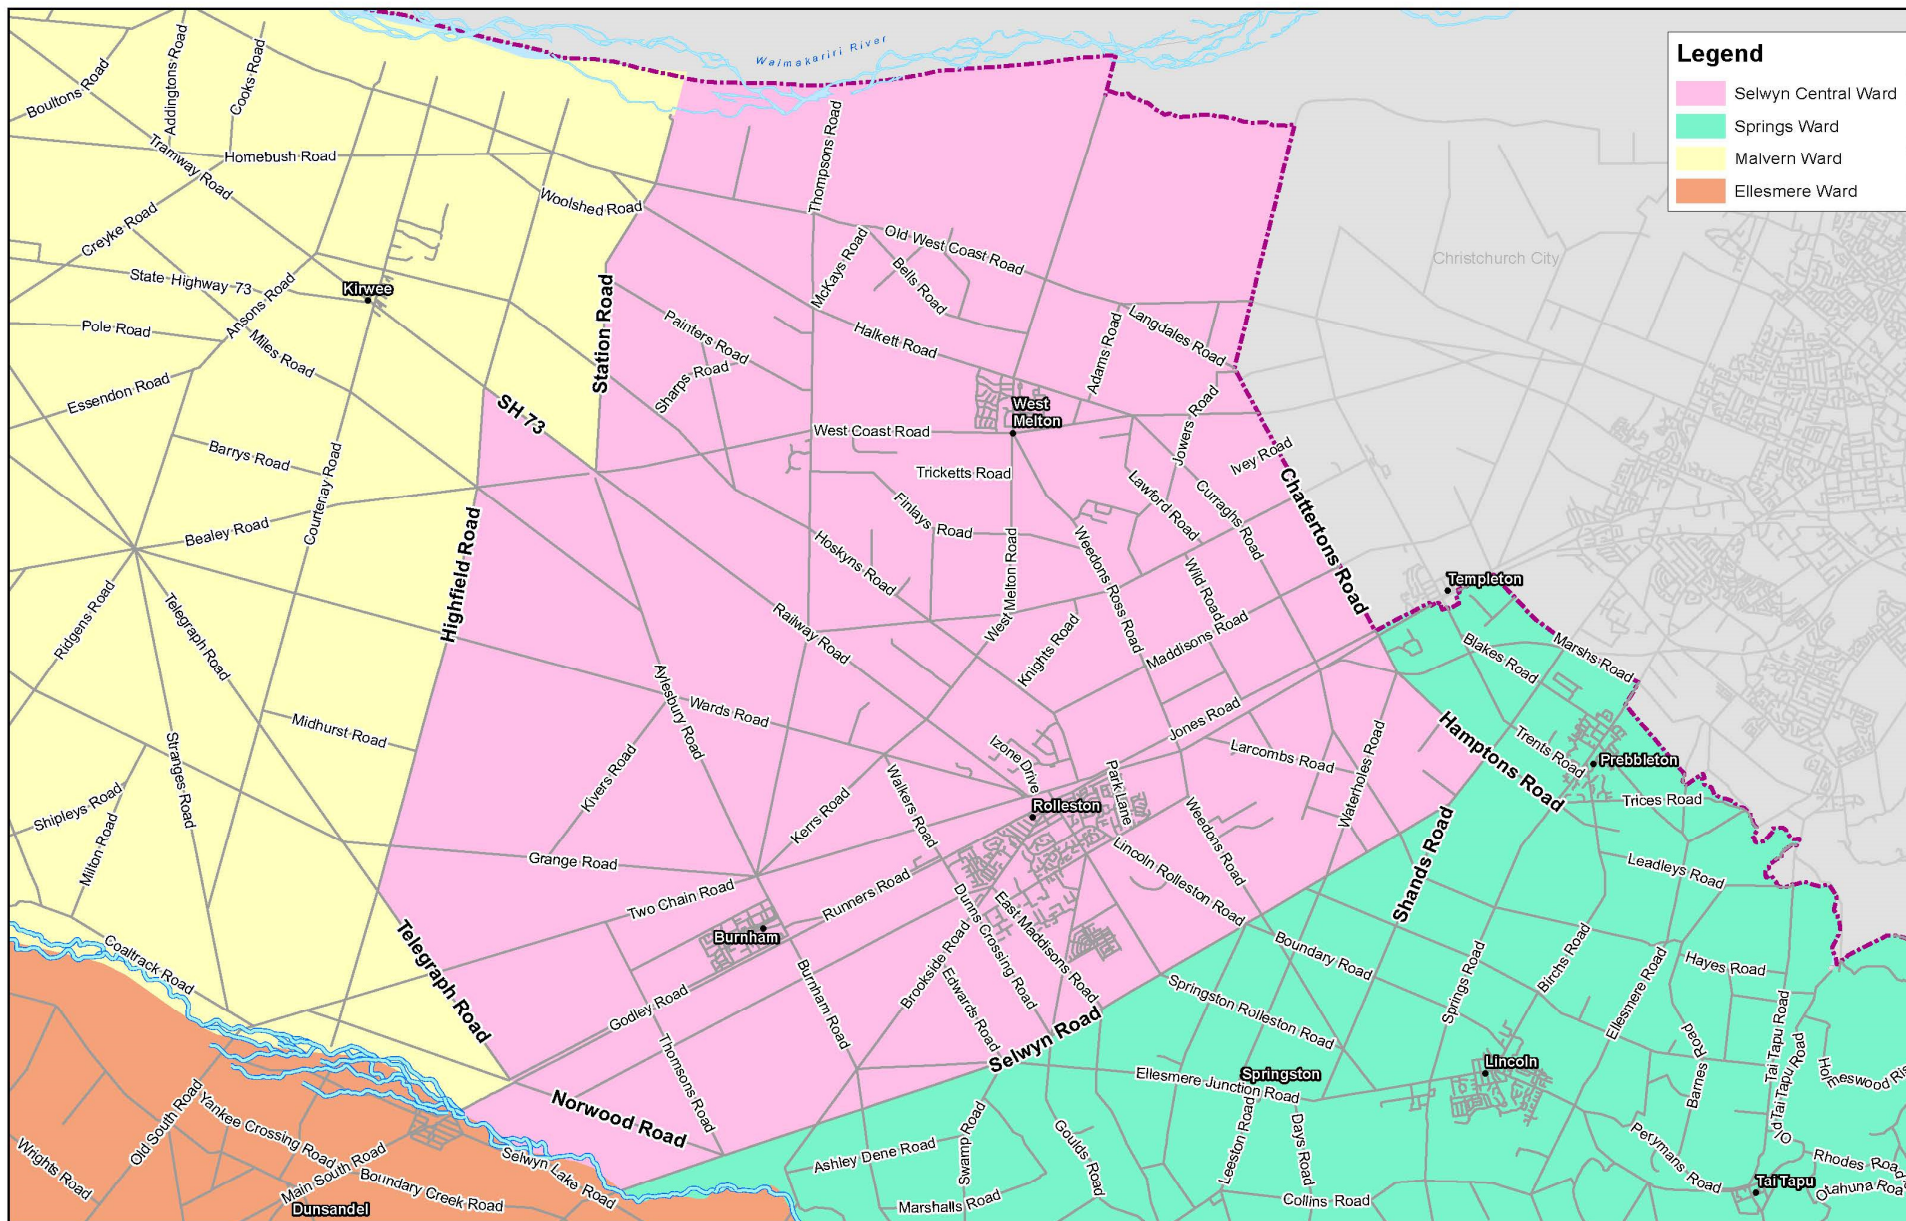 Legend
Selwyn Central Ward
Springs Ward
Malvern Ward
Ellesmere Ward
Waimakariri River
Christchurch City
Boultons Road
Addingtons Road
Cooks Road
Tramway Road
Homebush Road
Woolshed Road
Thompsons Road
Creyke Road
State Highway 73
Kirwee
Ansons Road
Pole Road
Miles Road
Essendon Road
Barrys Road
Courtenay Road
Bealey Road
SH 73
Station Road
McKays Road
Bells Road
Old West Coast Road
Painters Road
Sharps Road
Halkett Road
Adams Road
Langdales Road
West
Melton
West Coast Road
Tricketts Road
Jowers Road
Ivey Road
Chattertons Road
Finlays Road
Lawford Road
Curraghs Road
Highfield Road
Hoskyns Road
West Melton Road
Weedons Ross Road
Wild Road
Templeton
Ridgens Road
Telegraph Road
Railway Road
Knights Road
Maddisons Road
Blakes Road
Marshs Road
Aylesbury Road
Wards Road
Midhurst Road
Stranges Road
Jones Road
Larcombs Road
Waterholes Road
Hamptons Road
Trents Road
Prebbleton
Trices Road
Kivers Road
Izone Drive
Park Lane
Rolleston
Walkers Road
Kerrs Road
Weedons Road
Shipleys Road
Milton Road
Grange Road
Two Chain Road
Runners Road
Lincoln Rolleston Road
Shands Road
Leadleys Road
Burnham
Dunns Crossing Road
East Maddisons Road
Brookside Road
Edwards Road
Boundary Road
Springs Road
Birchs Road
Ellesmere Road
Hayes Road
Coaltrack Road
Telegraph Road
Godley Road
Burnham Road
Springston Rolleston Road
Selwyn Road
Thomsons Road
Norwood Road
Ellesmere Junction Road
Springston
Lincoln
Barnes Road
Tai Tapu Road
Old Tai Tapu Road
Holmeswood Ris
Old South Road
Yankee Crossing Road
Wrights Road
Main South Road
Boundary Creek Road
Selwyn Lake Road
Dunsandel
Ashley Dene Road
Swamp Road
Goulds Road
Marshalls Road
Leeston Road
Days Road
Collins Road
Perymans Road
Rhodes Road
Tai Tapu
Otahuna Roa